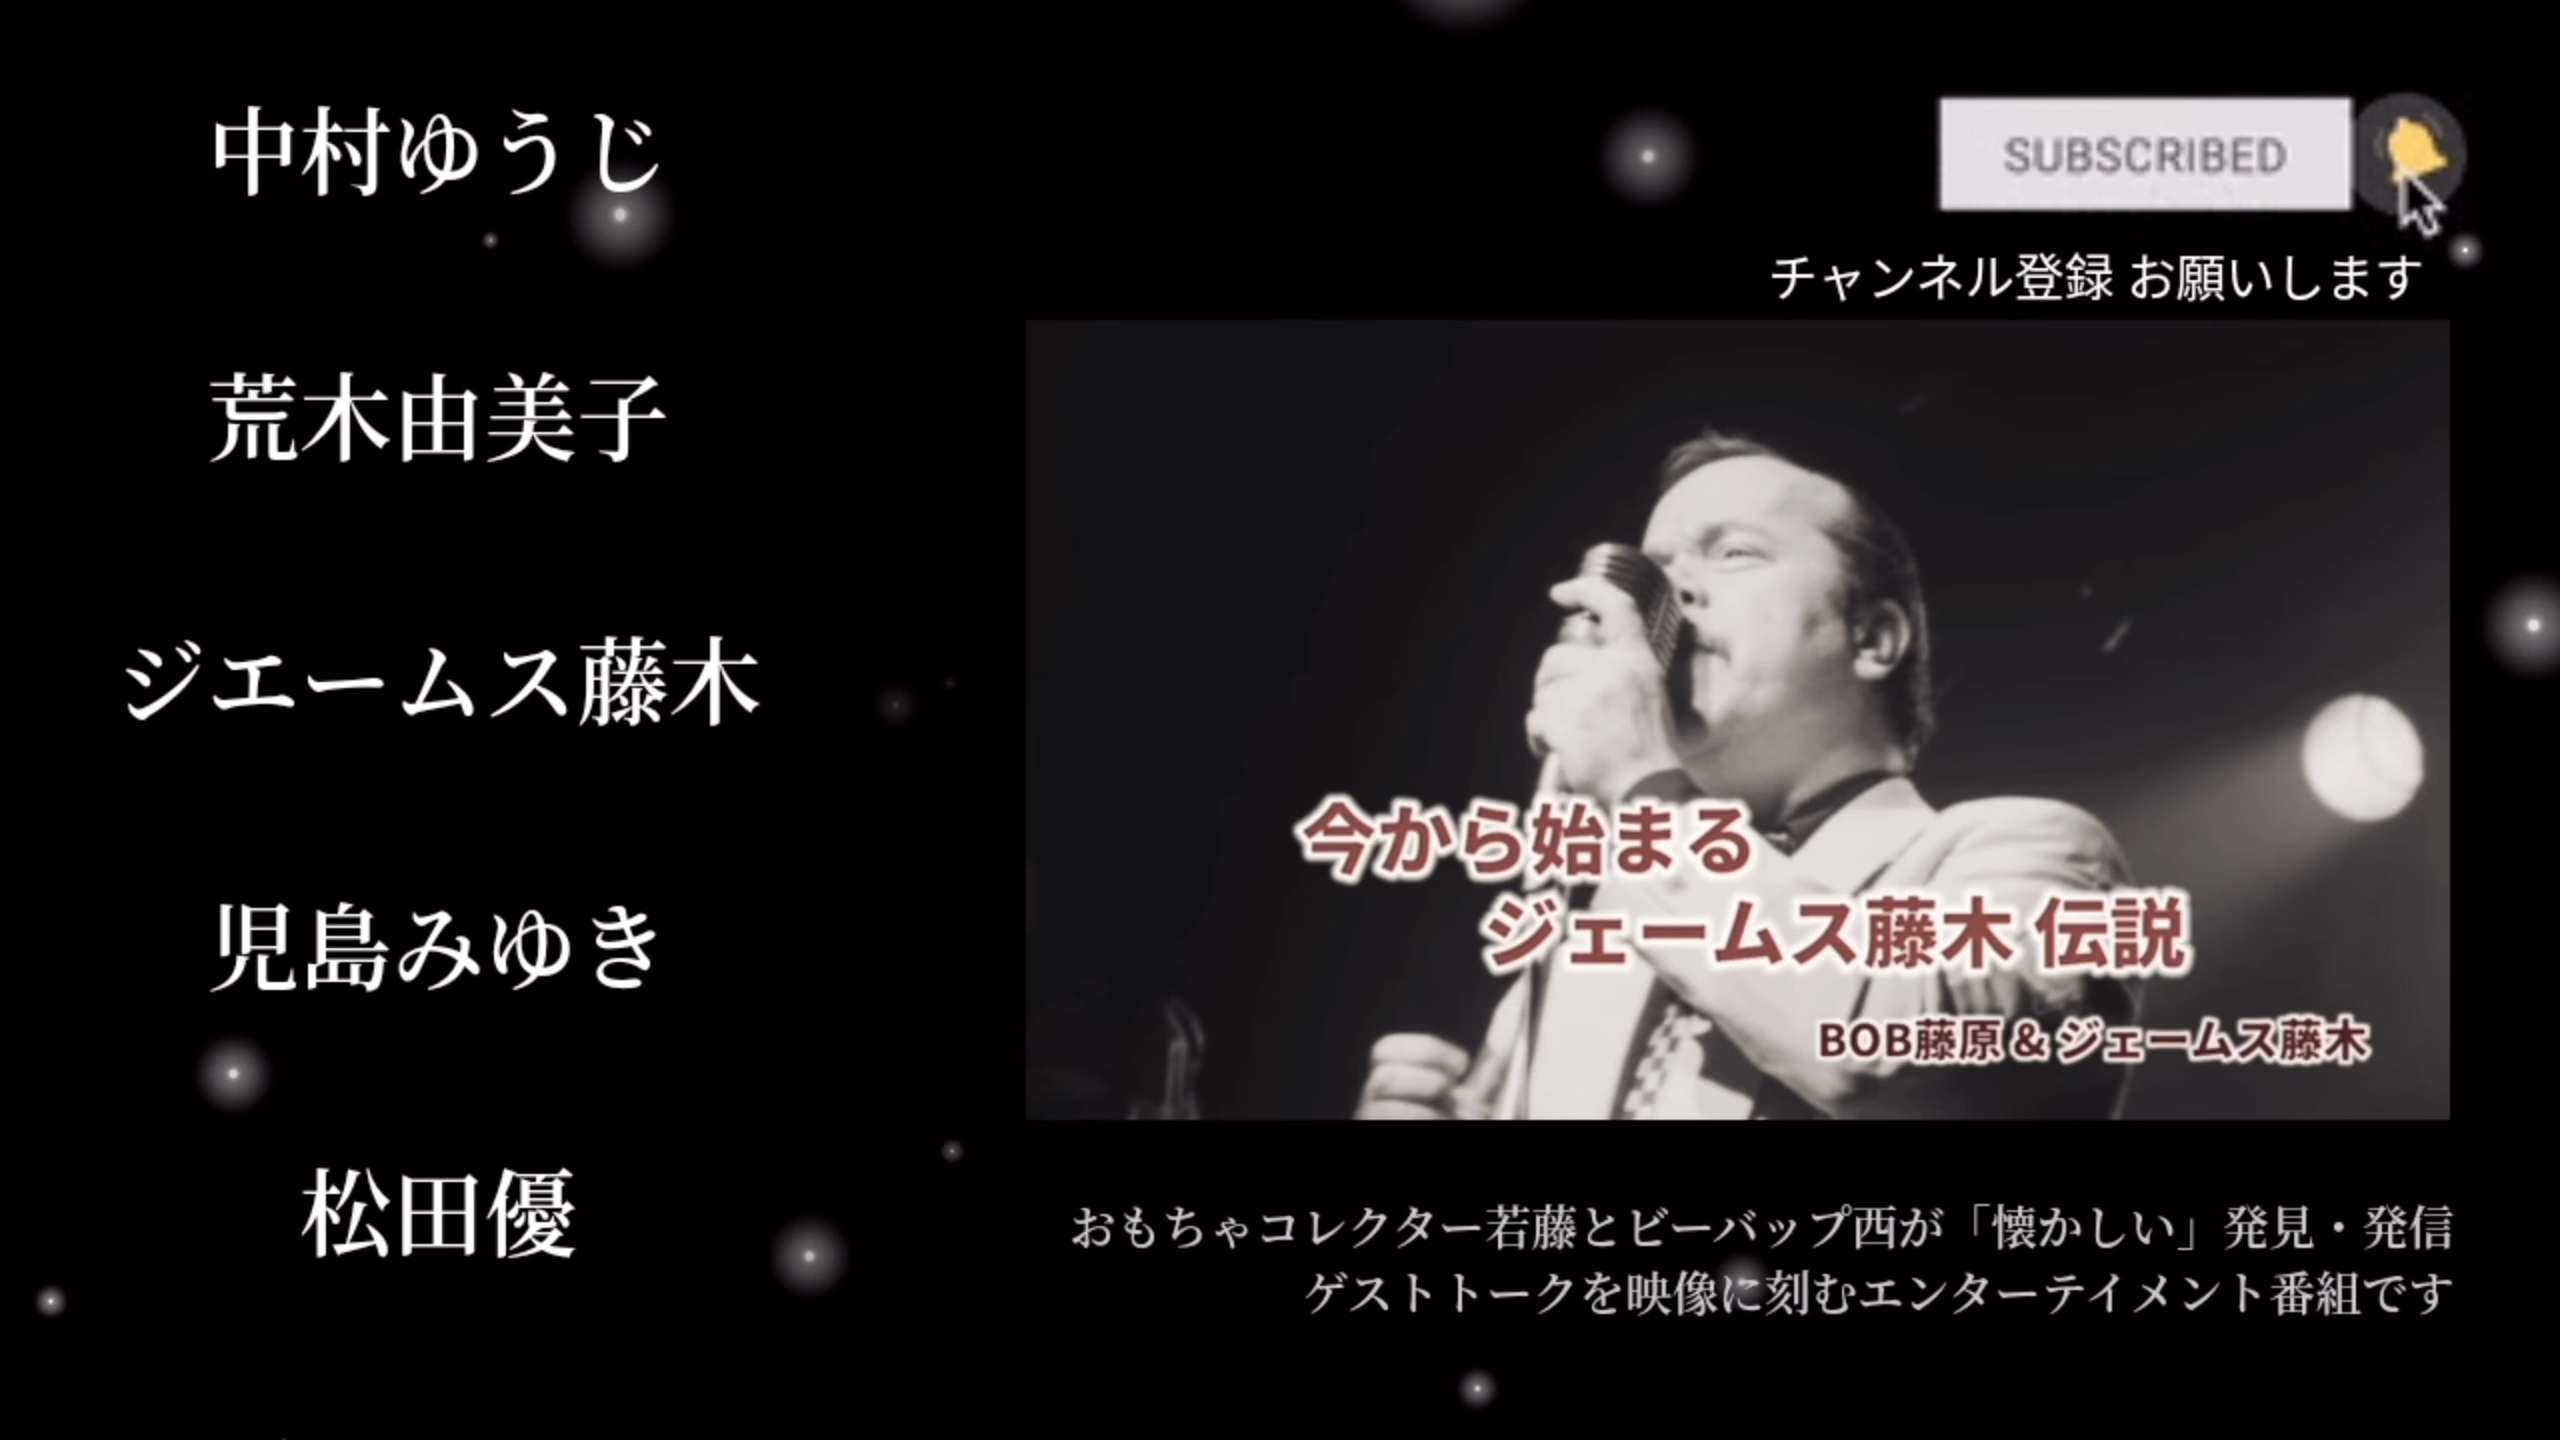 中村ゆうじ
荒木由美子
ジエームス藤木
児島みゆき
松田優
SUBSCRIBED
チャンネル登録 お願いします
今から始まる
ジェームス藤木 伝説
BOB藤原 & ジェームス藤木
おもちゃコレクター若藤とビーバップ西が「懐かしい」発見・発信
ゲストトークを映像に刻むエンターテイメント番組です